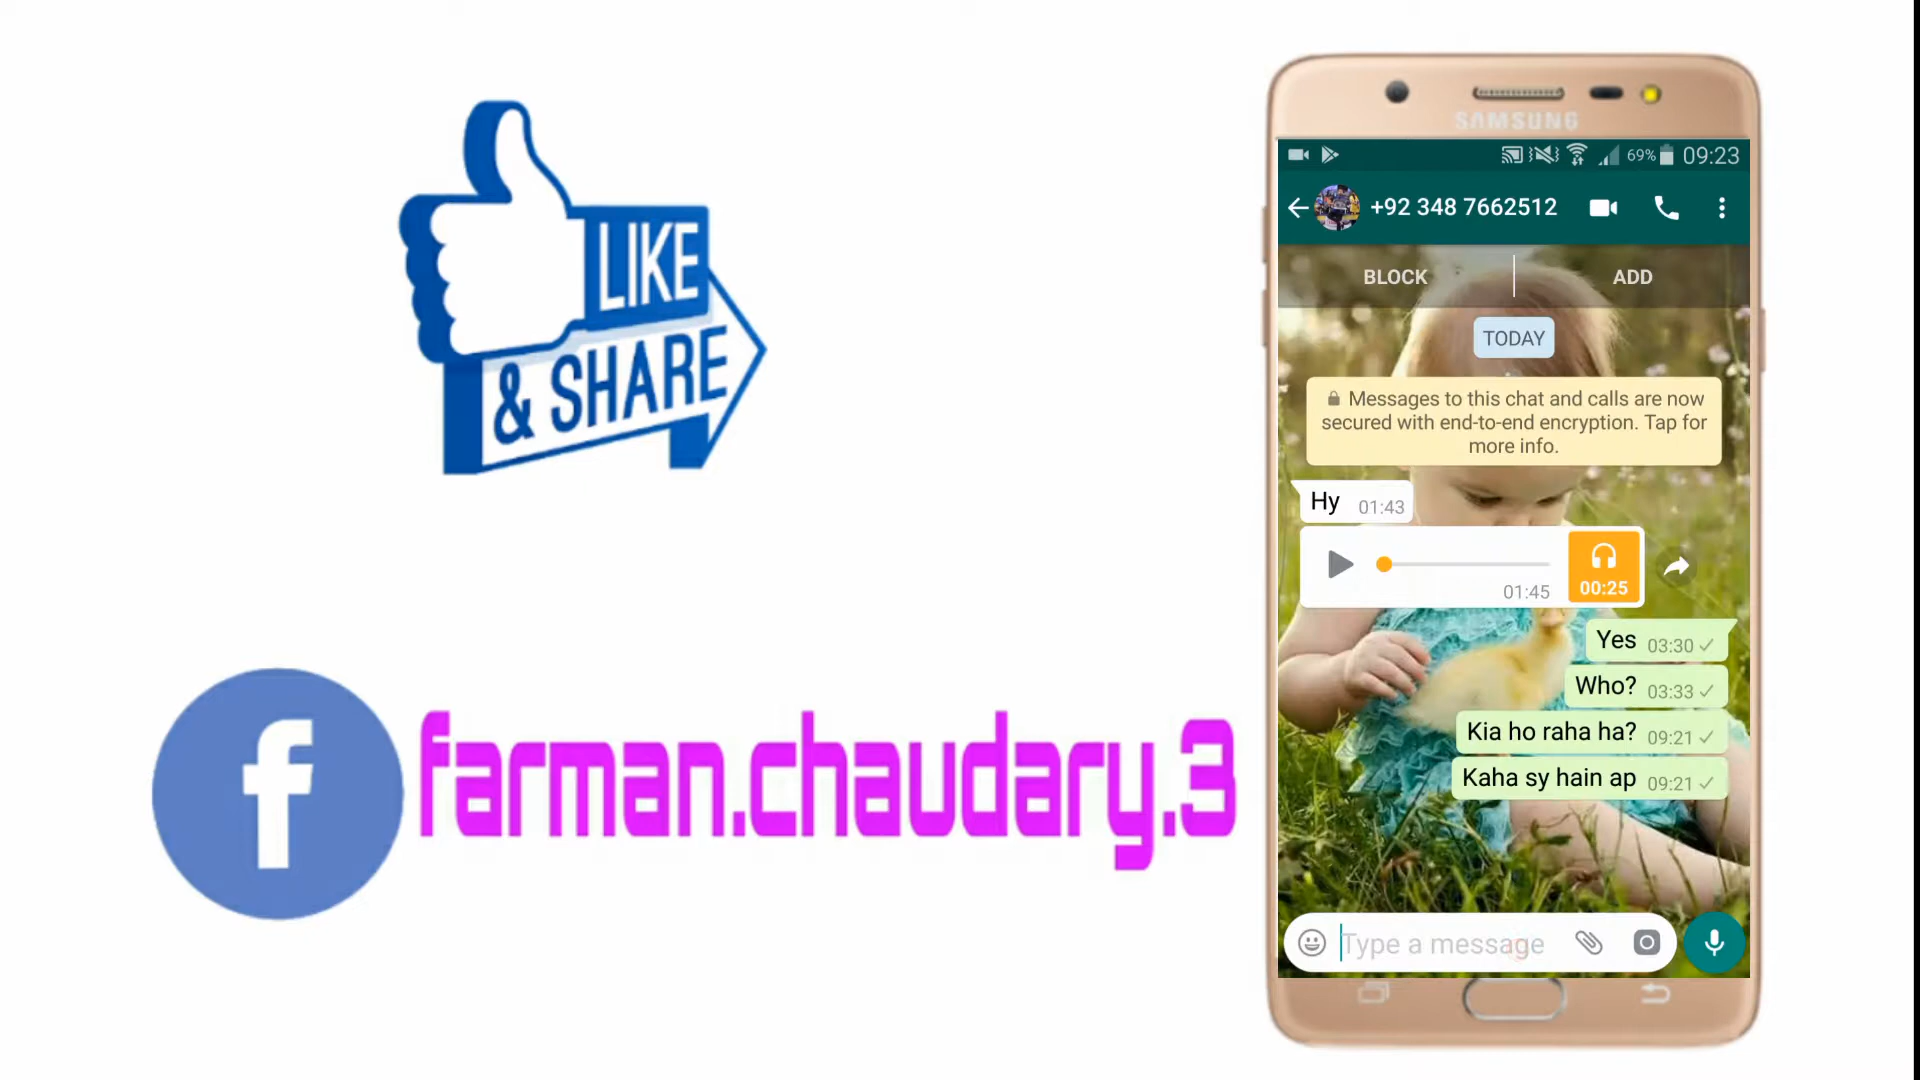 LIKE
& SHARE
f farman.chaudary.3
SAMSUNG
69% 09:23
+92 348 7662512
BLOCK ADD
TODAY
Messages to this chat and calls are now
secured with end-to-end encryption. Tap for
more info.
Hy 01:43
01:45 00:25
Yes 03:30
Who? 03:33
Kia ho raha ha? 09:21
Kaha sy hain ap 09:21
Type a message